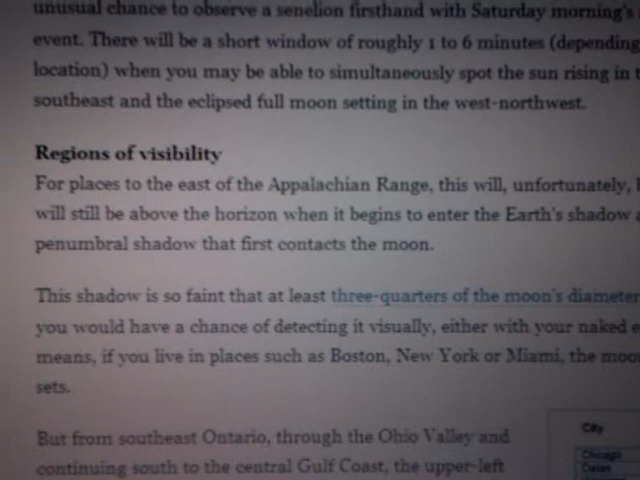 unusual chance to observe a senelion firsthand with Saturday morning's
event. There will be a short window of roughly 1 to 6 minutes (depending
location) when you may be able to simultaneously spot the sun rising in
southeast and the eclipsed full moon setting in the west-northwest.
Regions of visibility
For places to the east of the Appalachian Range, this will, unfortunately,
will still be above the horizon when it begins to enter the Earth's shadow
penumbral shadow that first contacts the moon.
This shadow is so faint that at least three-quarters of the moon's diameter
you would have a chance of detecting it visually, either with your naked
means, if you live in places such as Boston, New York or Miami, the moon
sets.
But from southeast Ontario, through the Ohio Valley and
continuing south to the central Gulf Coast, the upper-left
City
Chicago
Dallas